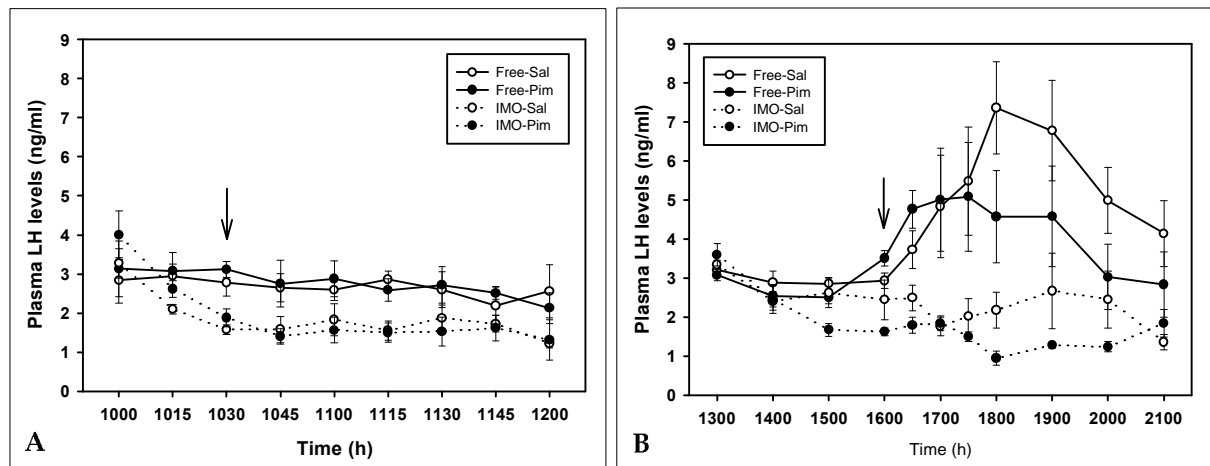 9
8
7
6
5
4
3
2
1
0
Plasma LH levels (ng/ml)
Free-Sal
Free-Pim
IMO-Sal
IMO-Pim
1000 1015 1030 1045 1100 1115 1130 1145 1200
Time (h)
A
9
8
7
6
5
4
3
2
1
0
Plasma LH levels (ng/ml)
Free-Sal
Free-Pim
IMO-Sal
IMO-Pim
1300 1400 1500 1600 1700 1800 1900 2000 2100
Time (h)
B